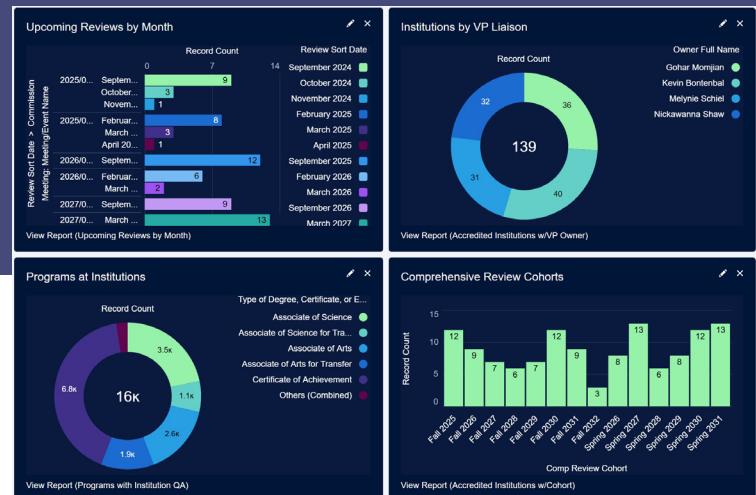 Upcoming Reviews by Month
Record Count
Review Sort Date
0 7 14
Review Sort Date > Commission
Meeting: Meeting/Event Name
2025/0... Septem... 9
October... 3
Novem... 1
2025/0... Februar... 8
March ... 3
April 20... 1
2026/0... Septem... 12
2026/0... Februar... 6
March ... 2
2027/0... Septem... 9
2027/0... March ... 13
September 2024
October 2024
November 2024
February 2025
March 2025
April 2025
September 2025
February 2026
March 2026
September 2026
March 2027
View Report (Upcoming Reviews by Month)
Institutions by VP Liaison
Owner Full Name
Record Count
Gohar Momjian
Kevin Bontenbal
Melynie Schiel
Nickawanna Shaw
36
40
31
32
139
View Report (Accredited Institutions w/VP Owner)
Programs at Institutions
Type of Degree, Certificate, or E...
Record Count
Associate of Science
Associate of Science for Tra...
Associate of Arts
Associate of Arts for Transfer
Certificate of Achievement
Others (Combined)
3.5K
1.1K
2.6K
1.9K
6.8K
16K
View Report (Programs with Institution QA)
Comprehensive Review Cohorts
Record Count
15
10
5
0
12 9 7 6 7 12 9 3 8 13 6 8 12 13
Fall 2025 Fall 2026 Fall 2027 Fall 2028 Fall 2029 Fall 2030 Fall 2031 Fall 2032 Spring 2026 Spring 2027 Spring 2028 Spring 2029 Spring 2030 Spring 2031
Comp Review Cohort
View Report (Accredited Institutions w/Cohort)